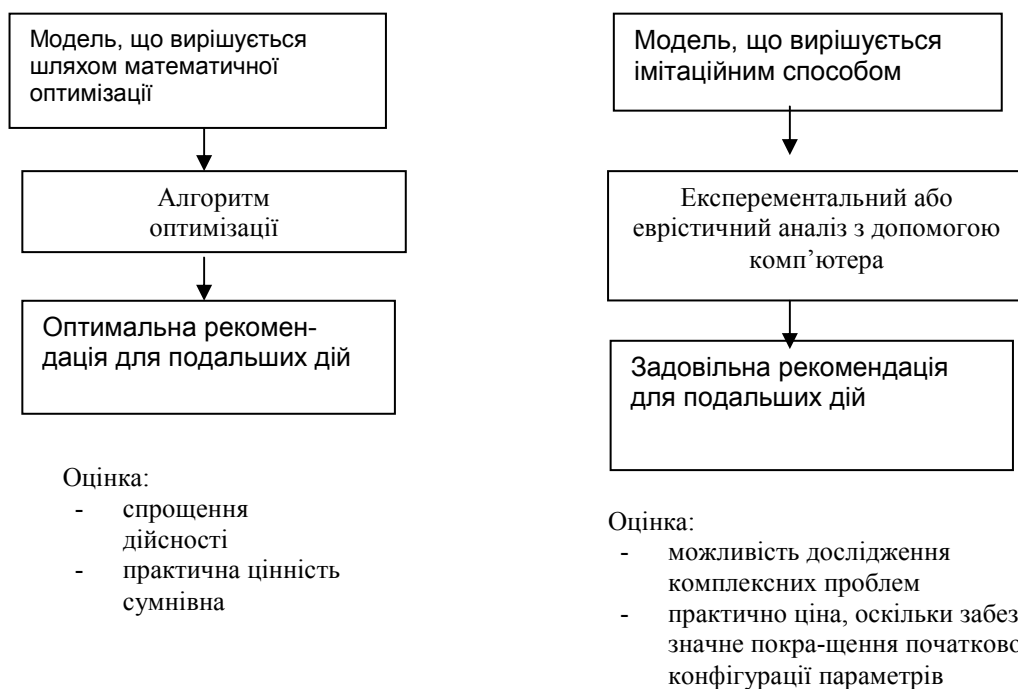 Модель, що вирішується
шляхом математичної
оптимізації
Алгоритм
оптимізації
Оптимальна рекомен-
дація для подальших дій
Оцінка:
- спрощення
дійсності
- практична цінність
сумнівна
Модель, що вирішується
імітаційним способом
Експерементальний або
еврістичний аналіз з допомогою
комп’ютера
Задовільна рекомендація
для подальших дій
Оцінка:
- можливість дослідження
комплексних проблем
- практично ціна, оскільки забез
значне покра-щення початково
конфігурації параметрів